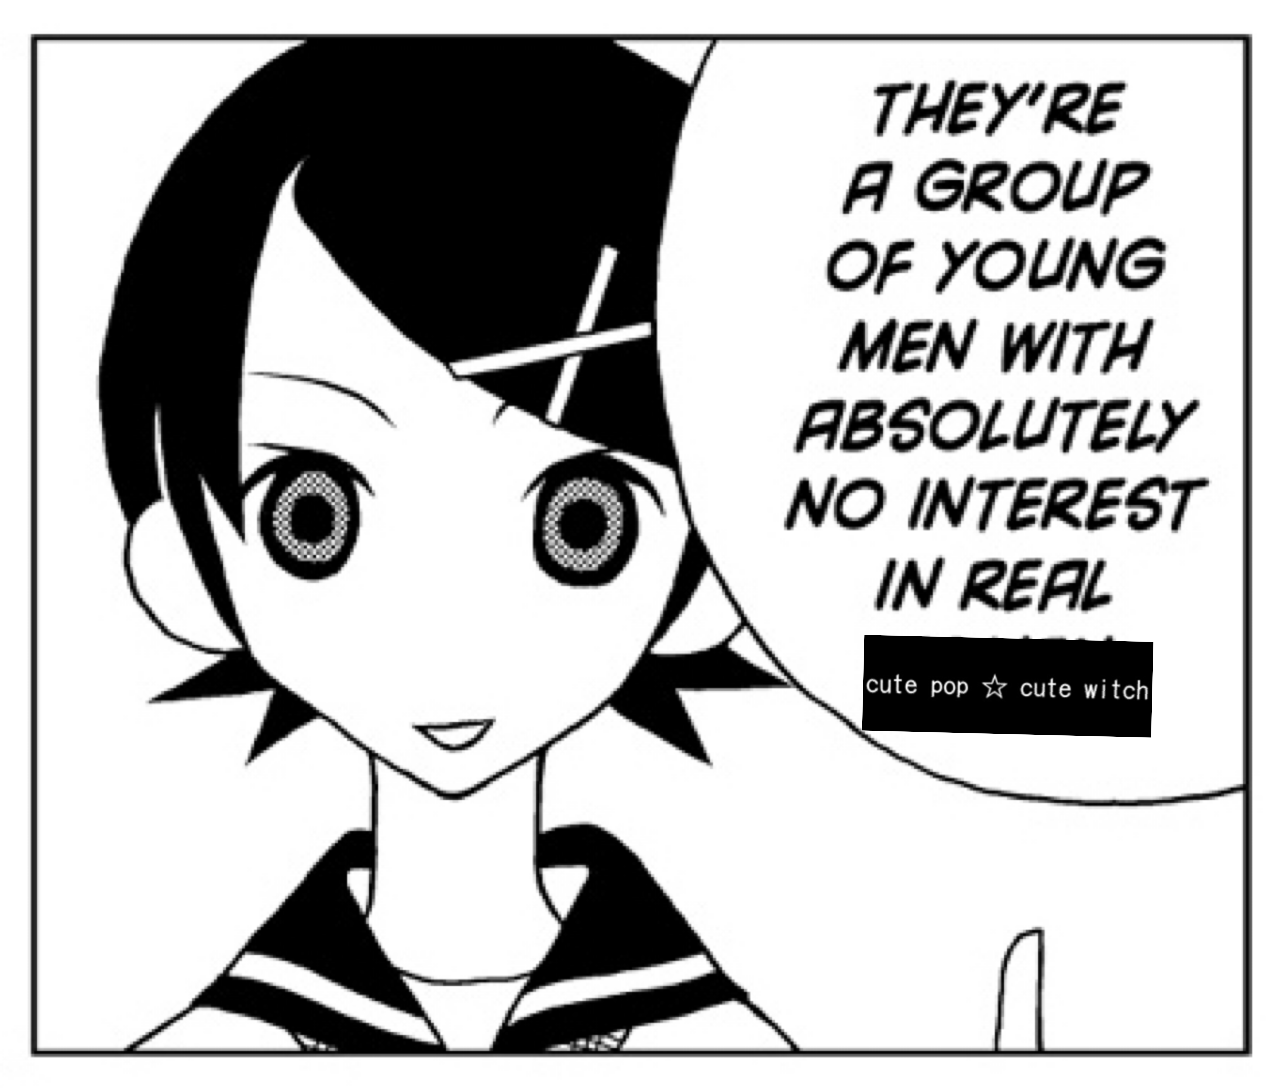 THEY'RE
A GROUP
OF YOUNG
MEN WITH
ABSOLUTELY
NO INTEREST
IN REAL
cute pop ☆ cute witch